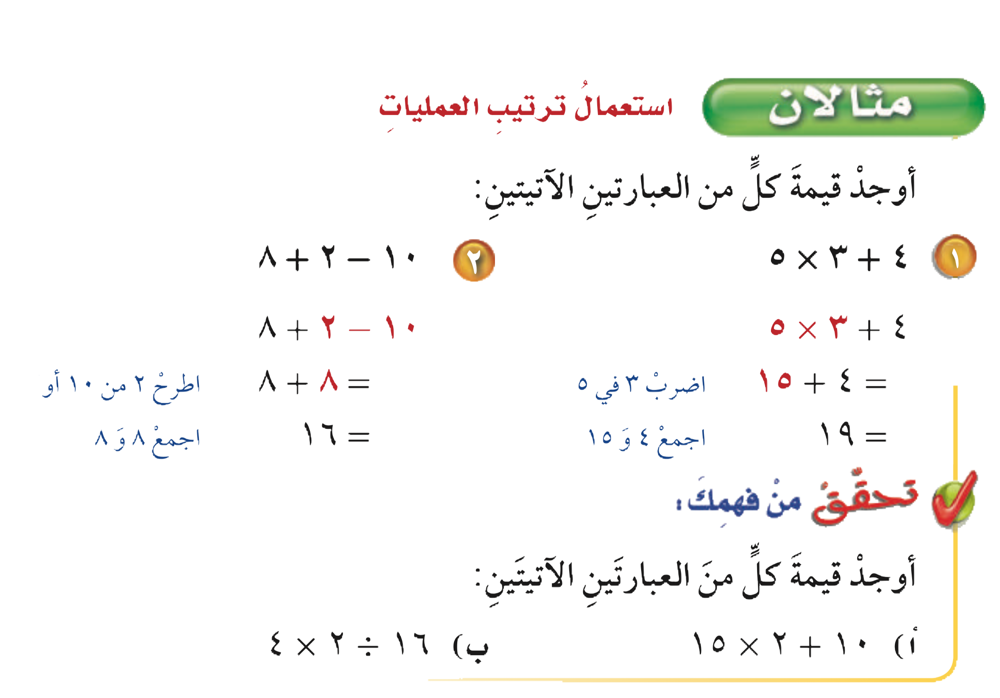 مثالان استعمالُ ترتيبِ العملياتِ
أوجدْ قيمةَ كلٍّ من العبارتينِ الآتيتينِ:
١ ٤ + ٣ × ٥ ٢ ١٠ − ٢ + ٨
٤ + ٣ × ٥ ١٠ − ٢ + ٨
= ٤ + ١٥ اضربْ ٣ في ٥ = ٨ + ٨ اطرحْ ٢ من ١٠ أو
= ١٩ اجمعْ ٤ وَ ١٥ = ١٦ اجمعْ ٨ وَ ٨
تحقّقْ منْ فهمِكَ:
أوجدْ قيمةَ كلٍّ منَ العبارتَينِ الآتيتَينِ:
أ) ١٠ + ٢ × ١٥ ب) ١٦ ÷ ٢ × ٤